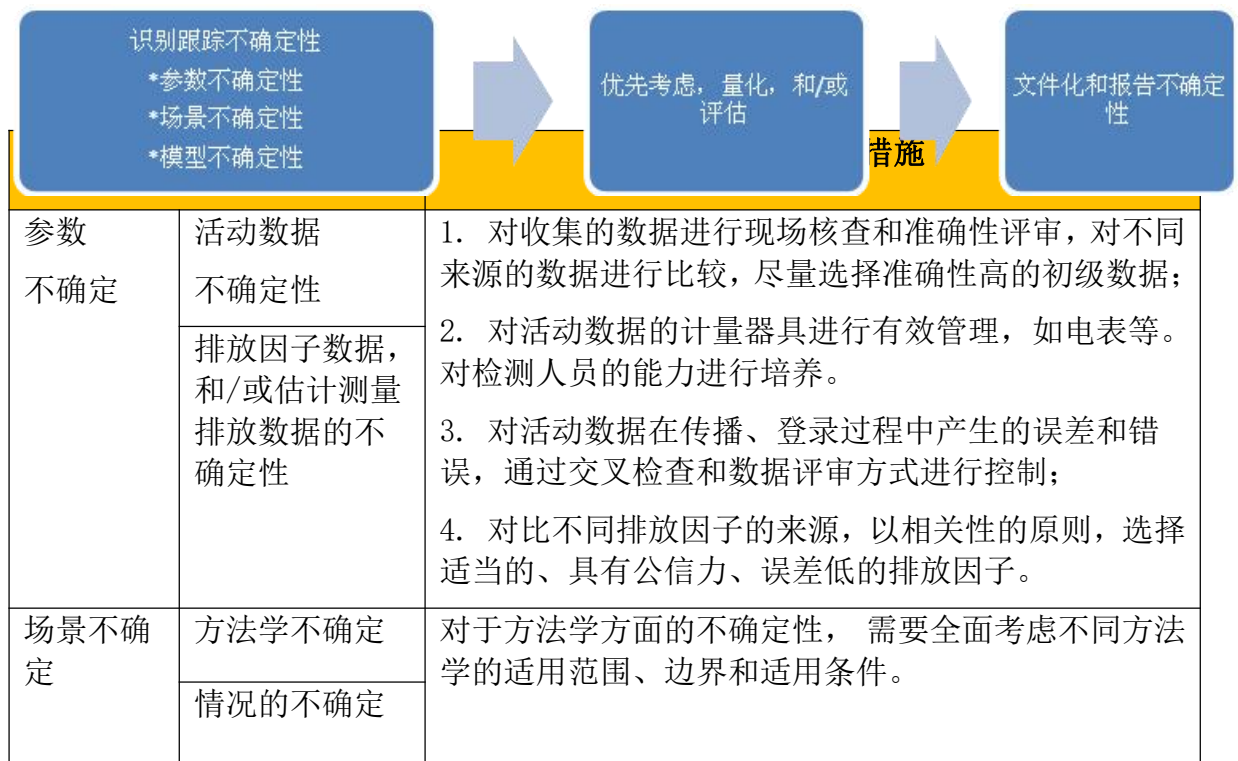 识别跟踪不确定性
*参数不确定性
*场景不确定性
*模型不确定性
优先考虑，量化，和/或
评估
文件化和报告不确定
性
措施
参数
不确定
活动数据
不确定性
排放因子数据，
和/或估计测量
排放数据的不
确定性
1. 对收集的数据进行现场核查和准确性评审，对不同
来源的数据进行比较，尽量选择准确性高的初级数据；
2. 对活动数据的计量器具进行有效管理，如电表等。
对检测人员的能力进行培养。
3. 对活动数据在传播、登录过程中产生的误差和错
误，通过交叉检查和数据评审方式进行控制；
4. 对比不同排放因子的来源，以相关性的原则，选择
适当的、具有公信力、误差低的排放因子。
场景不确
定
方法学不确定
情况的不确定
对于方法学方面的不确定性， 需要全面考虑不同方法
学的适用范围、边界和适用条件。